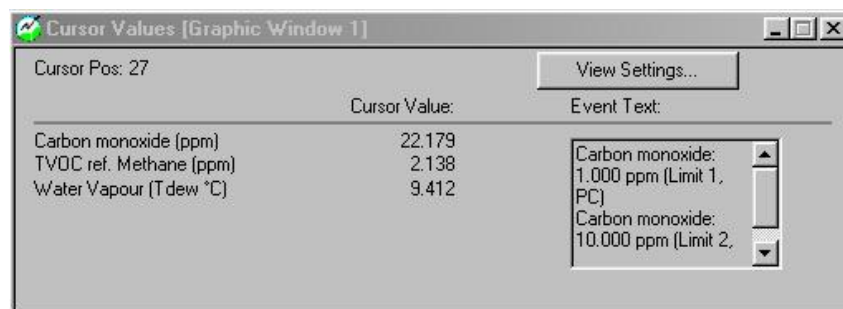 Cursor Values [Graphic Window 1]
Cursor Pos: 27
View Settings...
Cursor Value:
Event Text:
Carbon monoxide (ppm) 22.179
TVOC ref. Methane (ppm) 2.138
Water Vapour (Tdew °C) 9.412
Carbon monoxide:
1.000 ppm (Limit 1,
PC)
Carbon monoxide:
10.000 ppm (Limit 2,